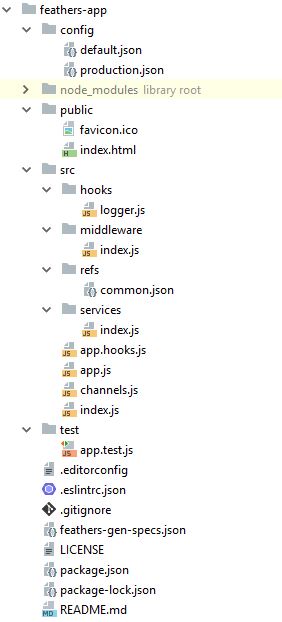 feathers-app
config
default.json
production.json
node_modules library root
public
favicon.ico
index.html
src
hooks
logger.js
middleware
index.js
refs
common.json
services
index.js
app.hooks.js
app.js
channels.js
index.js
test
app.test.js
.editorconfig
.eslintrc.json
.gitignore
feathers-gen-specs.json
LICENSE
package.json
package-lock.json
README.md